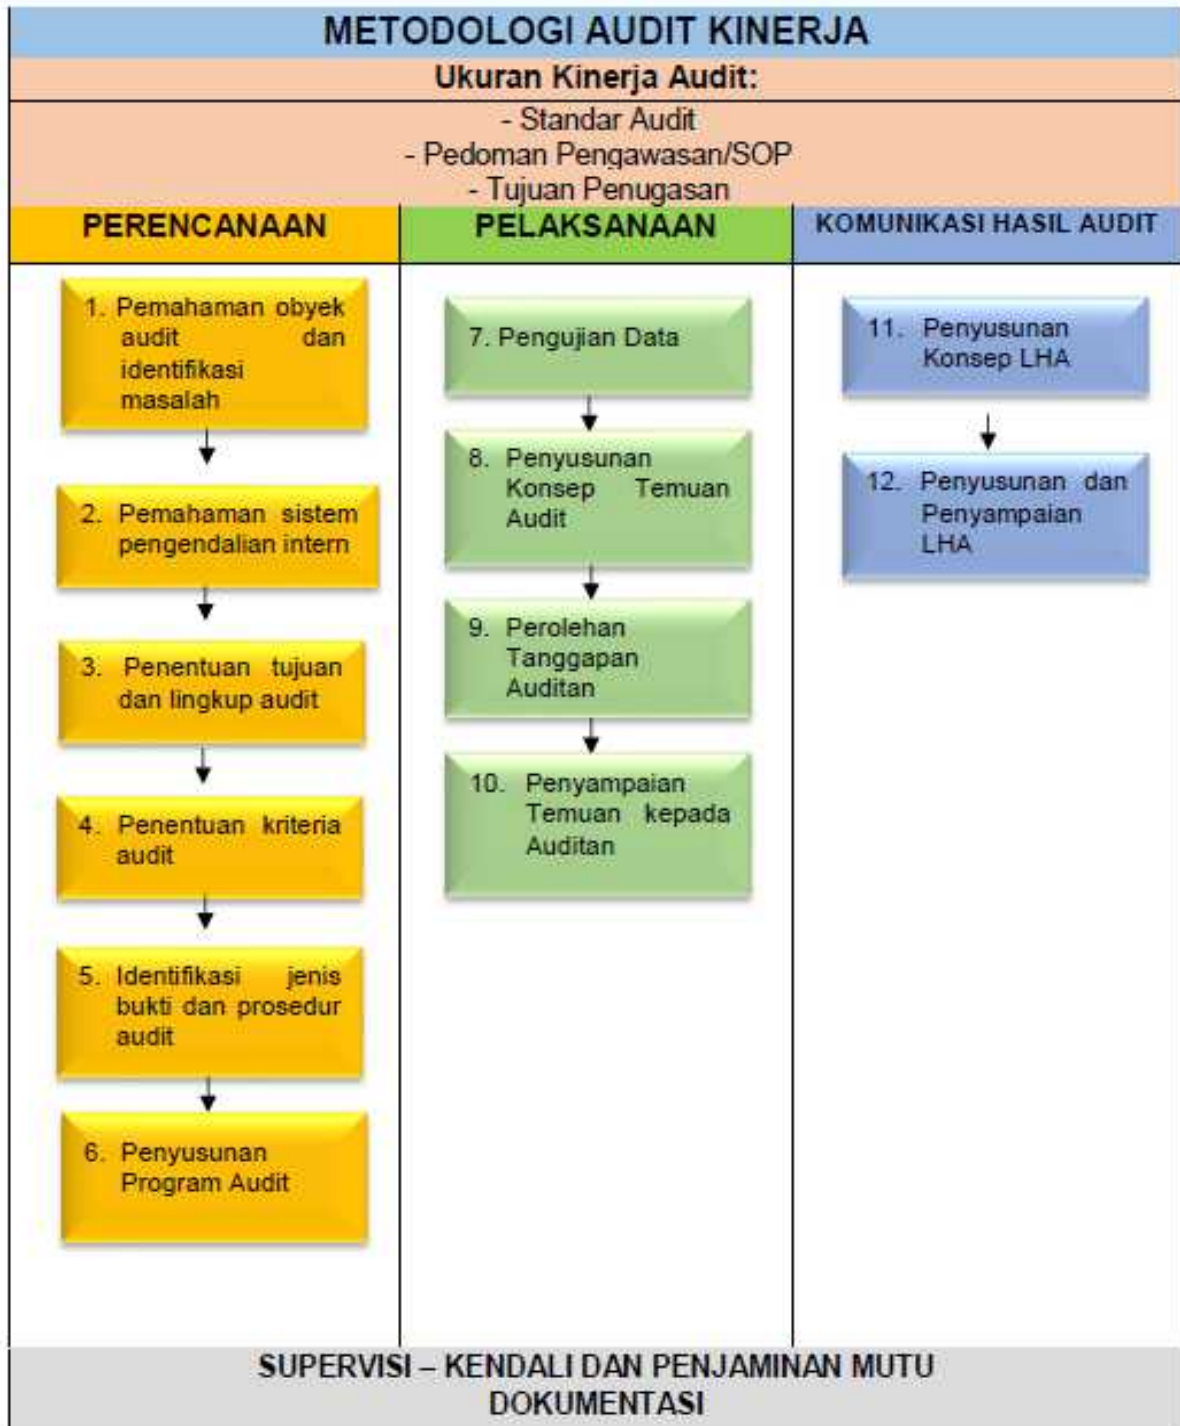 METODOLOGI AUDIT KINERJA
Ukuran Kinerja Audit:
- Standar Audit
- Pedoman Pengawasan/SOP
- Tujuan Penugasan
PERENCANAAN
1. Pemahaman obyek
audit dan
identifikasi
masalah
2. Pemahaman sistem
pengendalian intern
3. Penentuan tujuan
dan lingkup audit
4. Penentuan kriteria
audit
5. Identifikasi jenis
bukti dan prosedur
audit
6. Penyusunan
Program Audit
PELAKSANAAN
7. Pengujian Data
8. Penyusunan
Konsep Temuan
Audit
9. Perolehan
Tanggapan
Auditan
10. Penyampaian
Temuan kepada
Auditan
KOMUNIKASI HASIL AUDIT
11. Penyusunan
Konsep LHA
12. Penyusunan dan
Penyampaian
LHA
SUPERVISI – KENDALI DAN PENJAMINAN MUTU
DOKUMENTASI